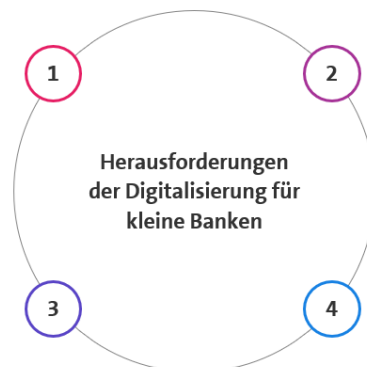 1
2
Herausforderungen
der Digitalisierung für
kleine Banken
3
4